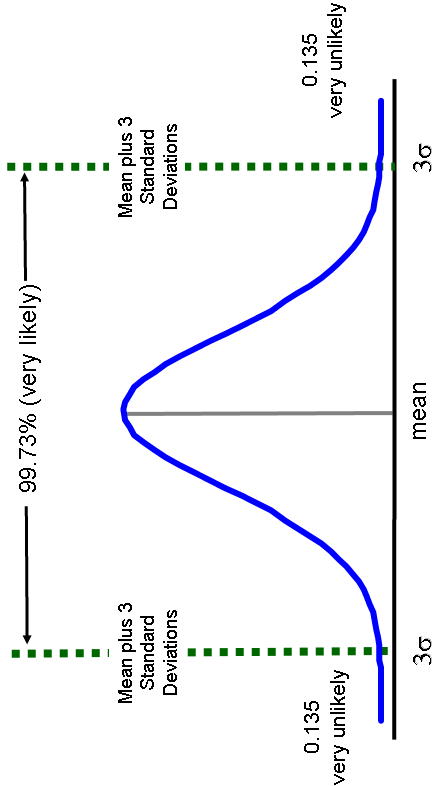 99.73% (very likely)
Mean plus 3
Standard
Deviations
Mean plus 3
Standard
Deviations
0.135
very unlikely
0.135
very unlikely
3σ
mean
3σ